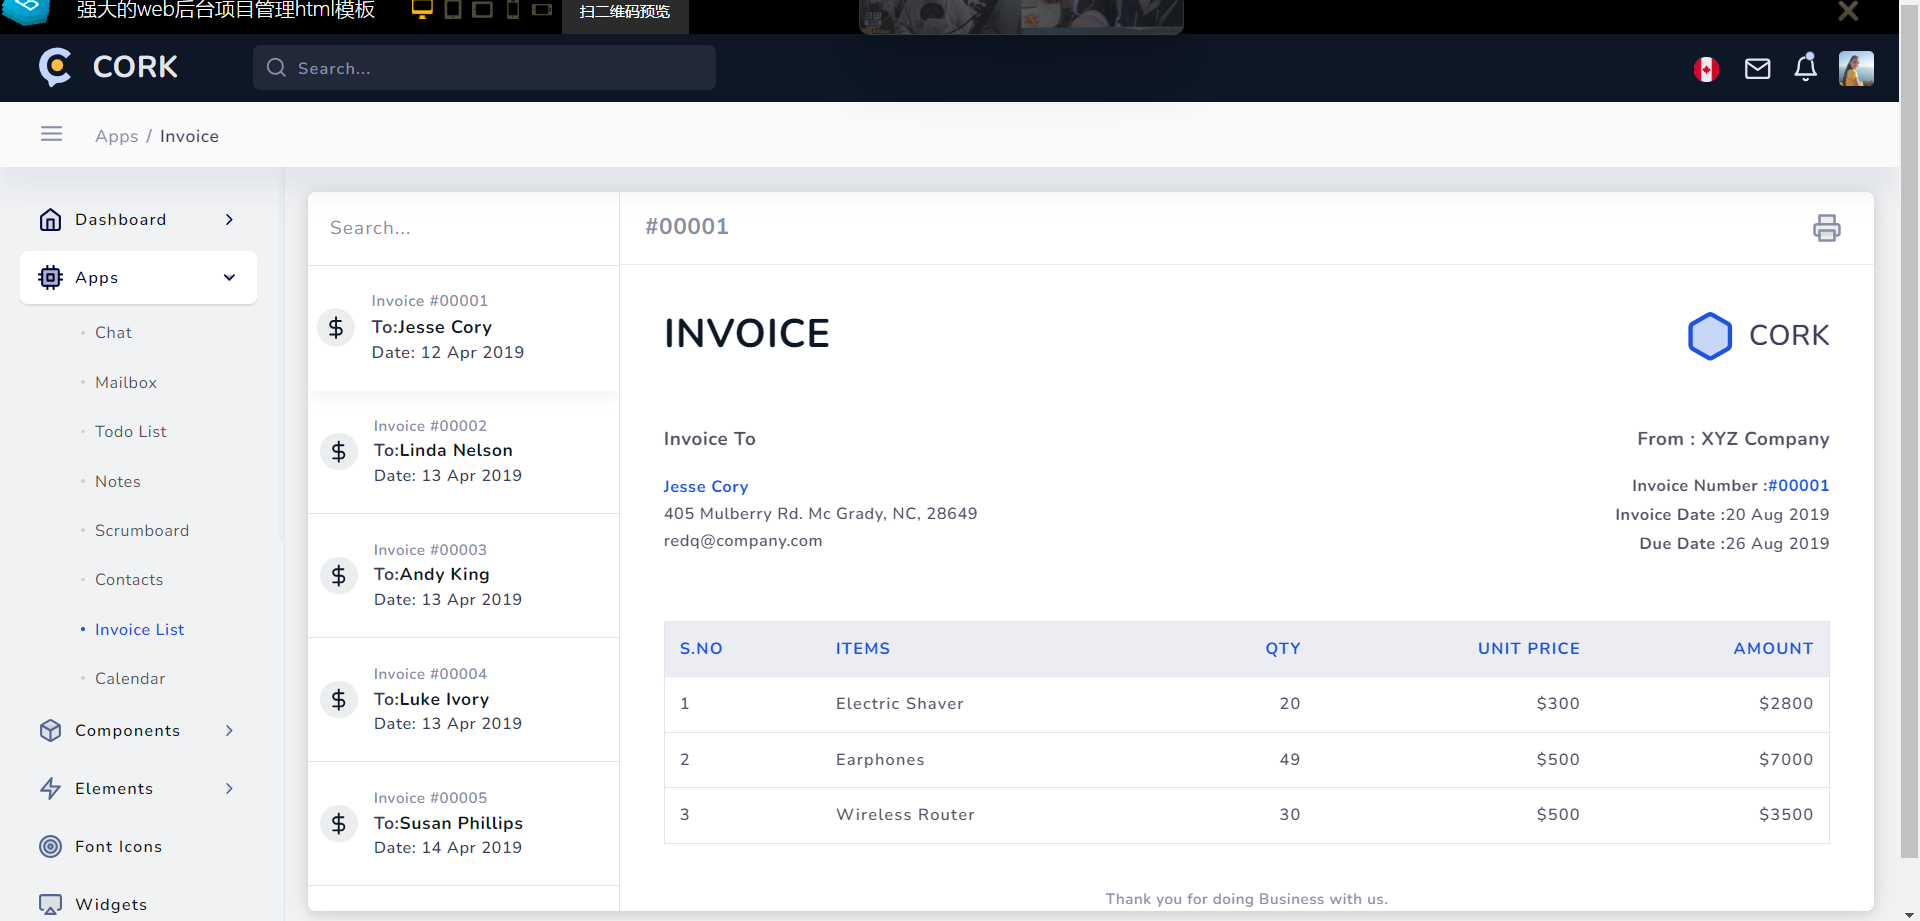 强大的web后台项目管理html模板
扫二维码预览
CORK
Search...
Apps / Invoice
Dashboard
Apps
Chat
Mailbox
Todo List
Notes
Scrumboard
Contacts
Invoice List
Calendar
Components
Elements
Font Icons
Widgets
Search...
Invoice #00001
To:Jesse Cory
Date: 12 Apr 2019
Invoice #00002
To:Linda Nelson
Date: 13 Apr 2019
Invoice #00003
To:Andy King
Date: 13 Apr 2019
Invoice #00004
To:Luke Ivory
Date: 13 Apr 2019
Invoice #00005
To:Susan Phillips
Date: 14 Apr 2019
#00001
INVOICE
CORK
Invoice To
From : XYZ Company
Jesse Cory
405 Mulberry Rd. Mc Grady, NC, 28649
redq@company.com
Invoice Number :#00001
Invoice Date :20 Aug 2019
Due Date :26 Aug 2019
S.NO ITEMS QTY UNIT PRICE AMOUNT
1 Electric Shaver 20 $300 $2800
2 Earphones 49 $500 $7000
3 Wireless Router 30 $500 $3500
Thank you for doing Business with us.